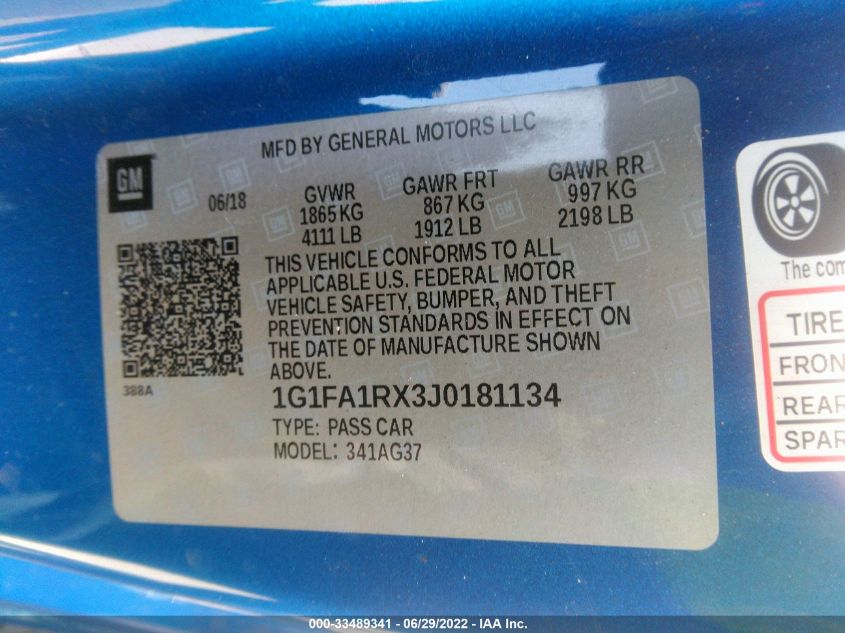 MFD BY GENERAL MOTORS LLC
GM
06/18
GVWR
1865 KG
4111 LB
GAWR FRT
867 KG
1912 LB
GAWR RR
997 KG
2198 LB
THIS VEHICLE CONFORMS TO ALL
APPLICABLE U.S. FEDERAL MOTOR
VEHICLE SAFETY, BUMPER, AND THEFT
PREVENTION STANDARDS IN EFFECT ON
THE DATE OF MANUFACTURE SHOWN
ABOVE.
388A
1G1FA1RX3J0181134
TYPE: PASS CAR
MODEL: 341AG37
The com
TIRE
FRON
REAR
SPAR
000-33489341 - 06/29/2022 - IAA Inc.